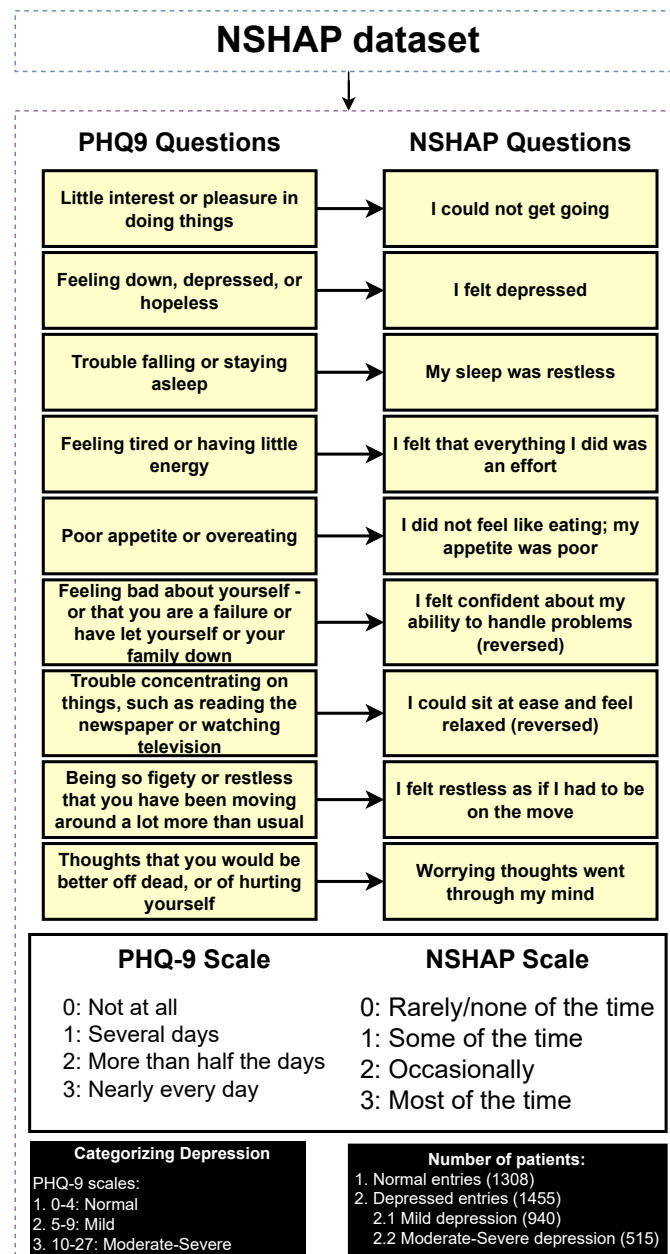 NSHAP dataset
PHQ9 Questions
NSHAP Questions
Little interest or pleasure in
doing things
I could not get going
Feeling down, depressed, or
hopeless
I felt depressed
Trouble falling or staying
asleep
My sleep was restless
Feeling tired or having little
energy
I felt that everything I did was
an effort
Poor appetite or overeating
I did not feel like eating; my
appetite was poor
Feeling bad about yourself -
or that you are a failure or
have let yourself or your
family down
I felt confident about my
ability to handle problems
(reversed)
Trouble concentrating on
things, such as reading the
newspaper or watching
television
I could sit at ease and feel
relaxed (reversed)
Being so figety or restless
that you have been moving
around a lot more than usual
I felt restless as if I had to be
on the move
Thoughts that you would be
better off dead, or of hurting
yourself
Worrying thoughts went
through my mind
PHQ-9 Scale
0: Not at all
1: Several days
2: More than half the days
3: Nearly every day
NSHAP Scale
0: Rarely/none of the time
1: Some of the time
2: Occasionally
3: Most of the time
Categorizing Depression
PHQ-9 scales:
1. 0-4: Normal
2. 5-9: Mild
3. 10-27: Moderate-Severe
Number of patients:
1. Normal entries (1308)
2. Depressed entries (1455)
2.1 Mild depression (940)
2.2 Moderate-Severe depression (515)